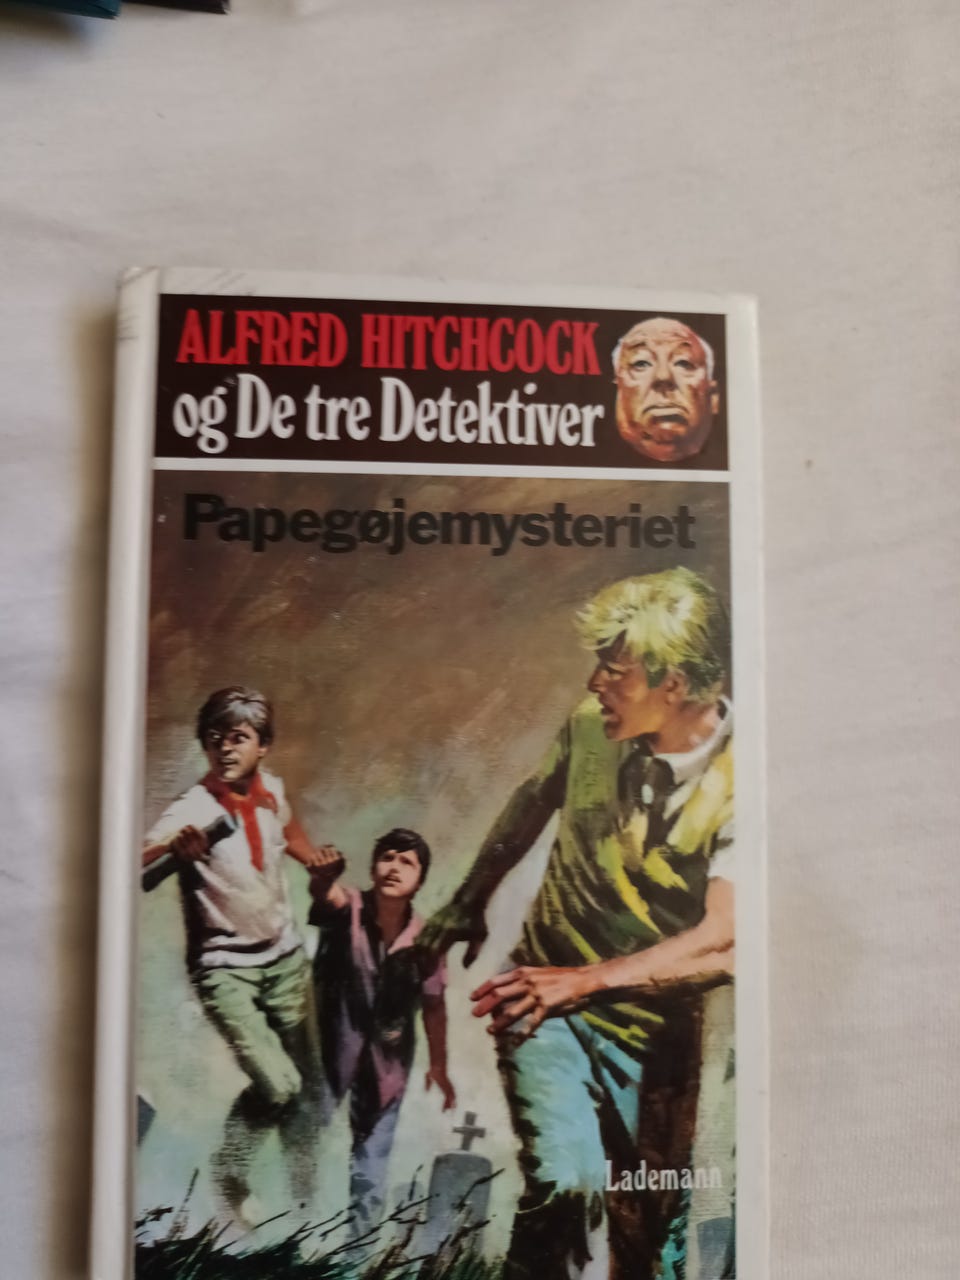 ALFRED HITCHCOCK
og De tre Detektiver
Papegøjemysteriet
Lademann